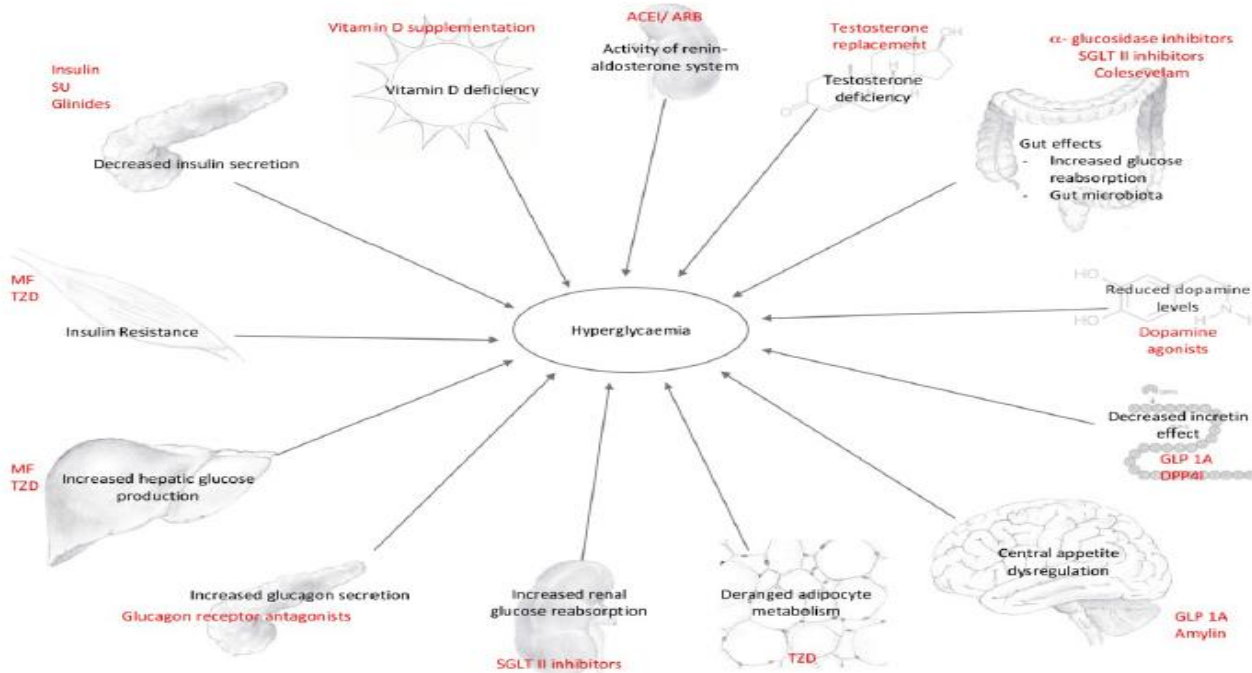 Vitamin D supplementation
Vitamin D deficiency
ACEI/ ARB
Activity of renin-
aldosterone system
Testosterone
replacement
OH
H
H
H
O
Testosterone
deficiency
α- glucosidase inhibitors
SGLT II inhibitors
Colesevelam
Gut effects
- Increased glucose
reabsorption
- Gut microbiota
Insulin
SU
Glinides
Decreased insulin secretion
MF
TZD
Insulin Resistance
Hyperglycaemia
HO
HO
Reduced dopamine
levels
H
N
Dopamine
agonists
Decreased incretin
effect
GLP 1A
DPP4I
MF
TZD
Increased hepatic glucose
production
Central appetite
dysregulation
GLP 1A
Amylin
Increased glucagon secretion
Glucagon receptor antagonists
Increased renal
glucose reabsorption
SGLT II inhibitors
Deranged adipocyte
metabolism
TZD